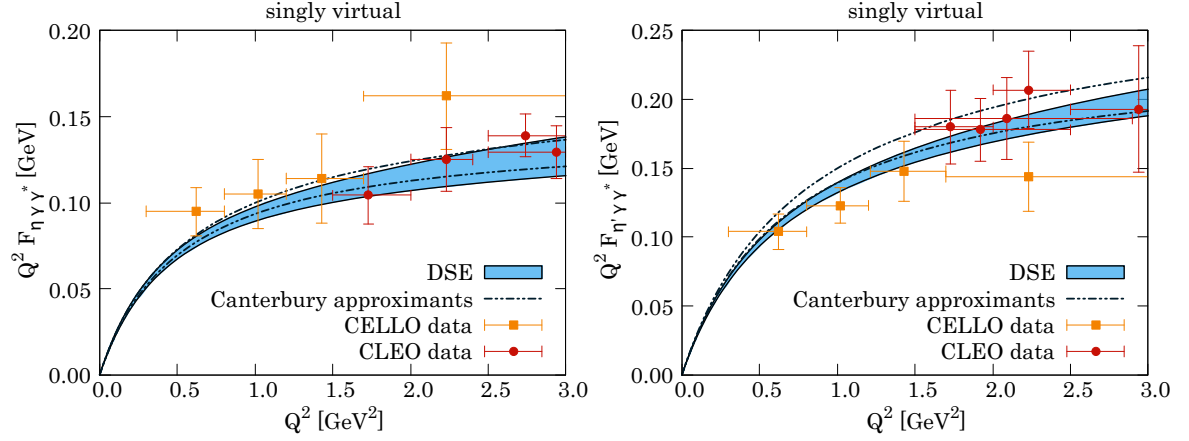 singly virtual
Q² F_{η γ γ*} [GeV]
0.20
0.15
0.10
0.05
0.00
DSE
Canterbury approximants
CELLO data
CLEO data
0.0 0.5 1.0 1.5 2.0 2.5 3.0
Q² [GeV²]
singly virtual
Q² F_{η γ γ*} [GeV]
0.25
0.20
0.15
0.10
0.05
0.00
DSE
Canterbury approximants
CELLO data
CLEO data
0.0 0.5 1.0 1.5 2.0 2.5 3.0
Q² [GeV²]